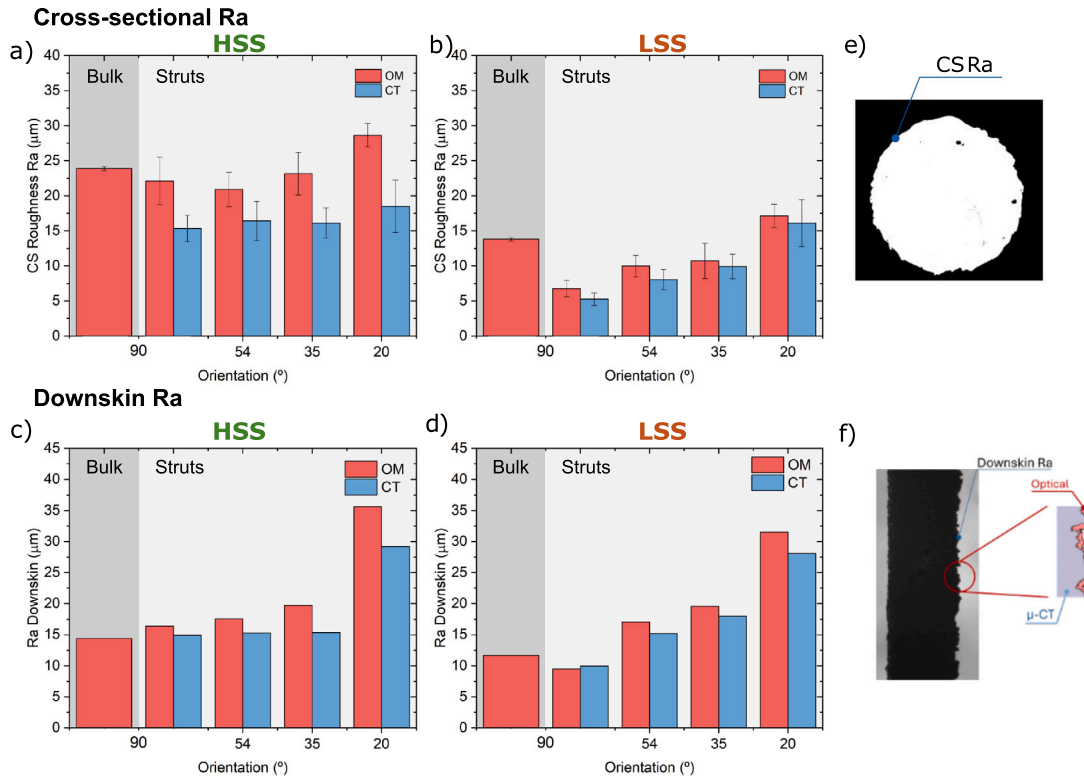 Cross-sectional Ra
a)
HSS
Bulk
Struts
OM
CT
40
35
30
25
20
15
10
5
0
CS Roughness Ra (μm)
90
54
35
20
Orientation (º)
b)
LSS
Bulk
Struts
OM
CT
40
35
30
25
20
15
10
5
0
CS Roughness Ra (μm)
90
54
35
20
Orientation (º)
e)
CS Ra
Downskin Ra
c)
HSS
Bulk
Struts
OM
CT
45
40
35
30
25
20
15
10
5
0
Ra Downskin (μm)
90
54
35
20
Orientation (º)
d)
LSS
Bulk
Struts
OM
CT
45
40
35
30
25
20
15
10
5
0
Ra Downskin (μm)
90
54
35
20
Orientation (º)
f)
Downskin Ra
Optical
μ-CT